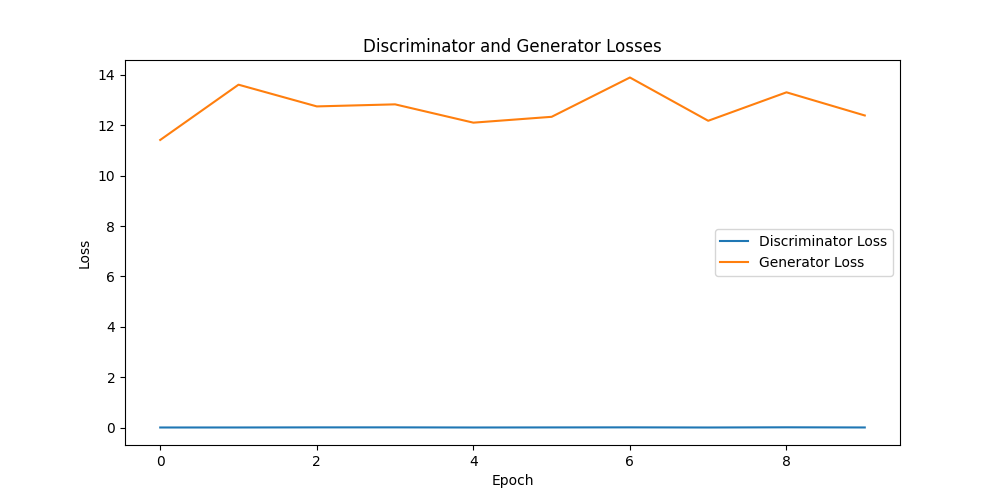 Discriminator and Generator Losses
14
12
10
8
6
4
2
0
Loss
Discriminator Loss
Generator Loss
0 2 4 6 8
Epoch